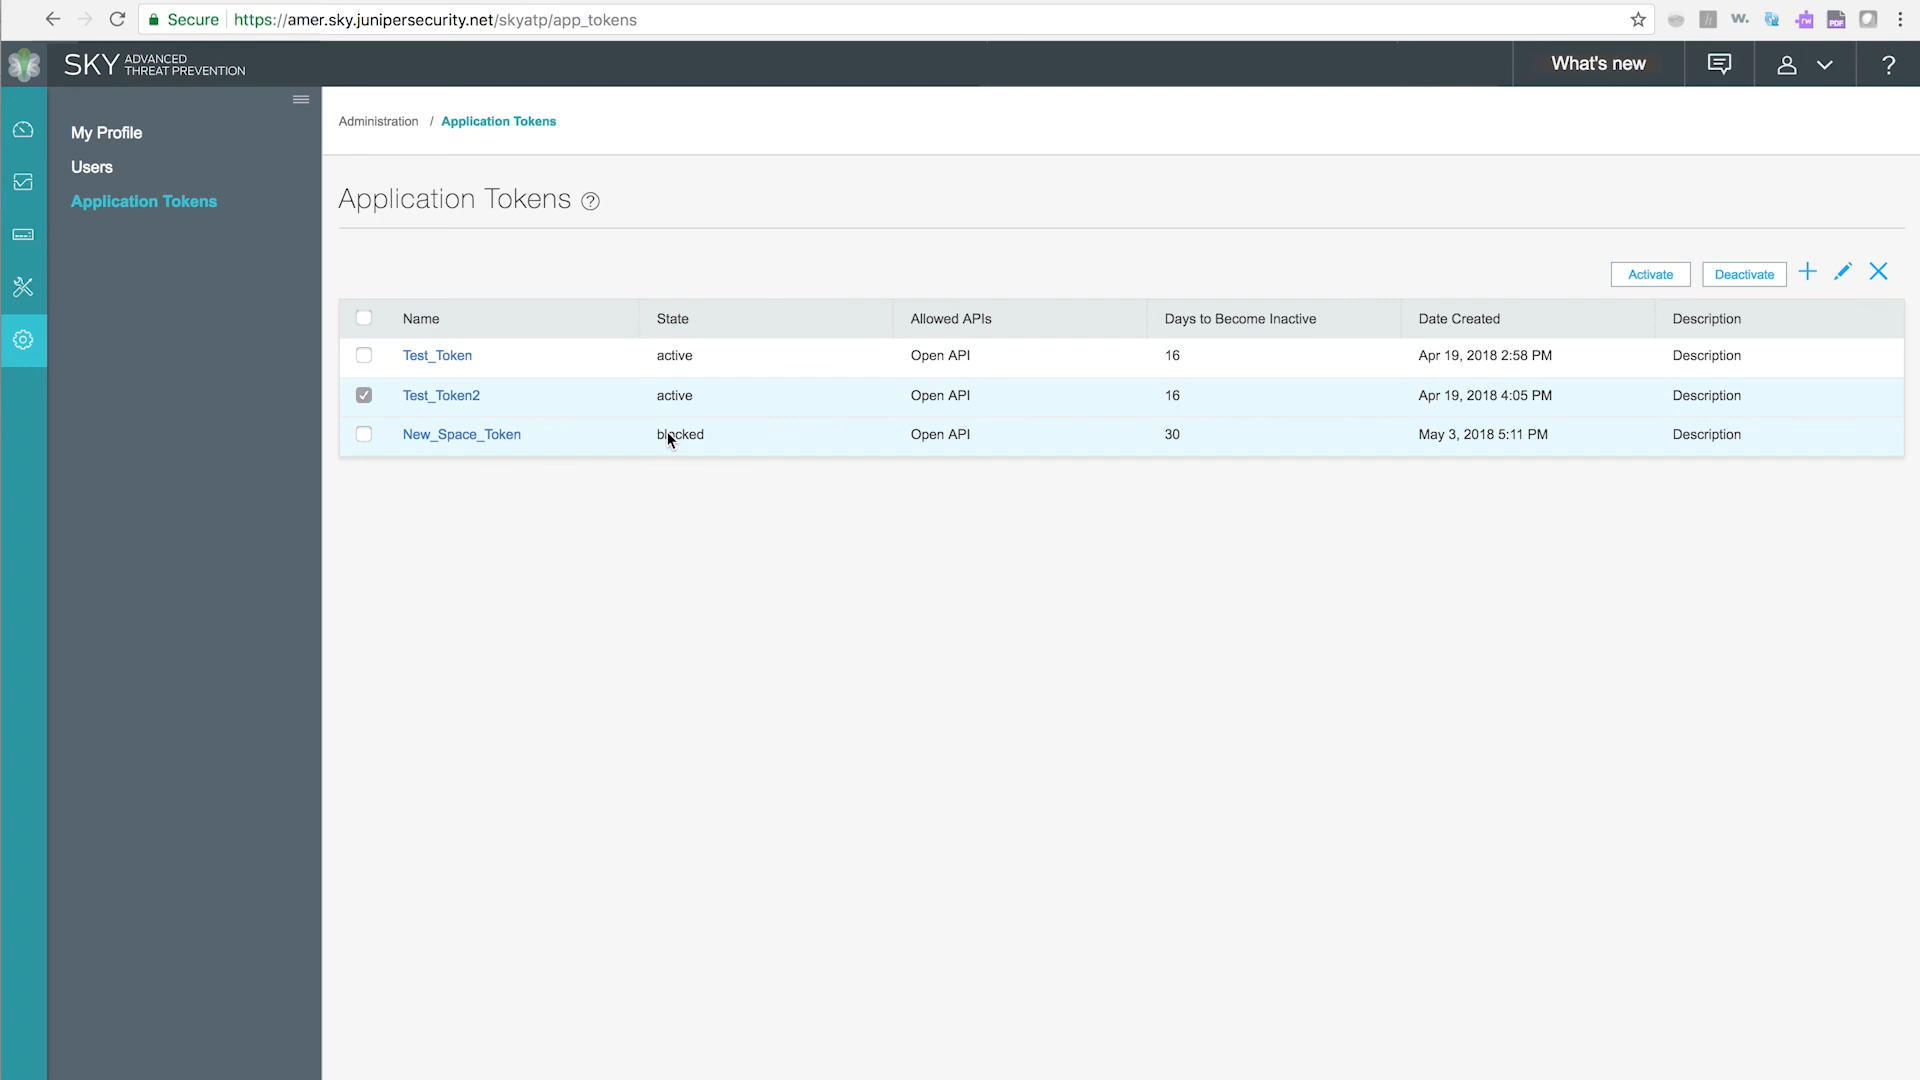 Secure https://amer.sky.junipersecurity.net/skyatp/app_tokens
W.
rw
PDF
SKY ADVANCED THREAT PREVENTION
What's new
?
My Profile
Users
Application Tokens
Administration / Application Tokens
Application Tokens ?
Activate Deactivate
Name State Allowed APIs Days to Become Inactive Date Created Description
Test_Token active Open API 16 Apr 19, 2018 2:58 PM Description
Test_Token2 active Open API 16 Apr 19, 2018 4:05 PM Description
New_Space_Token blocked Open API 30 May 3, 2018 5:11 PM Description